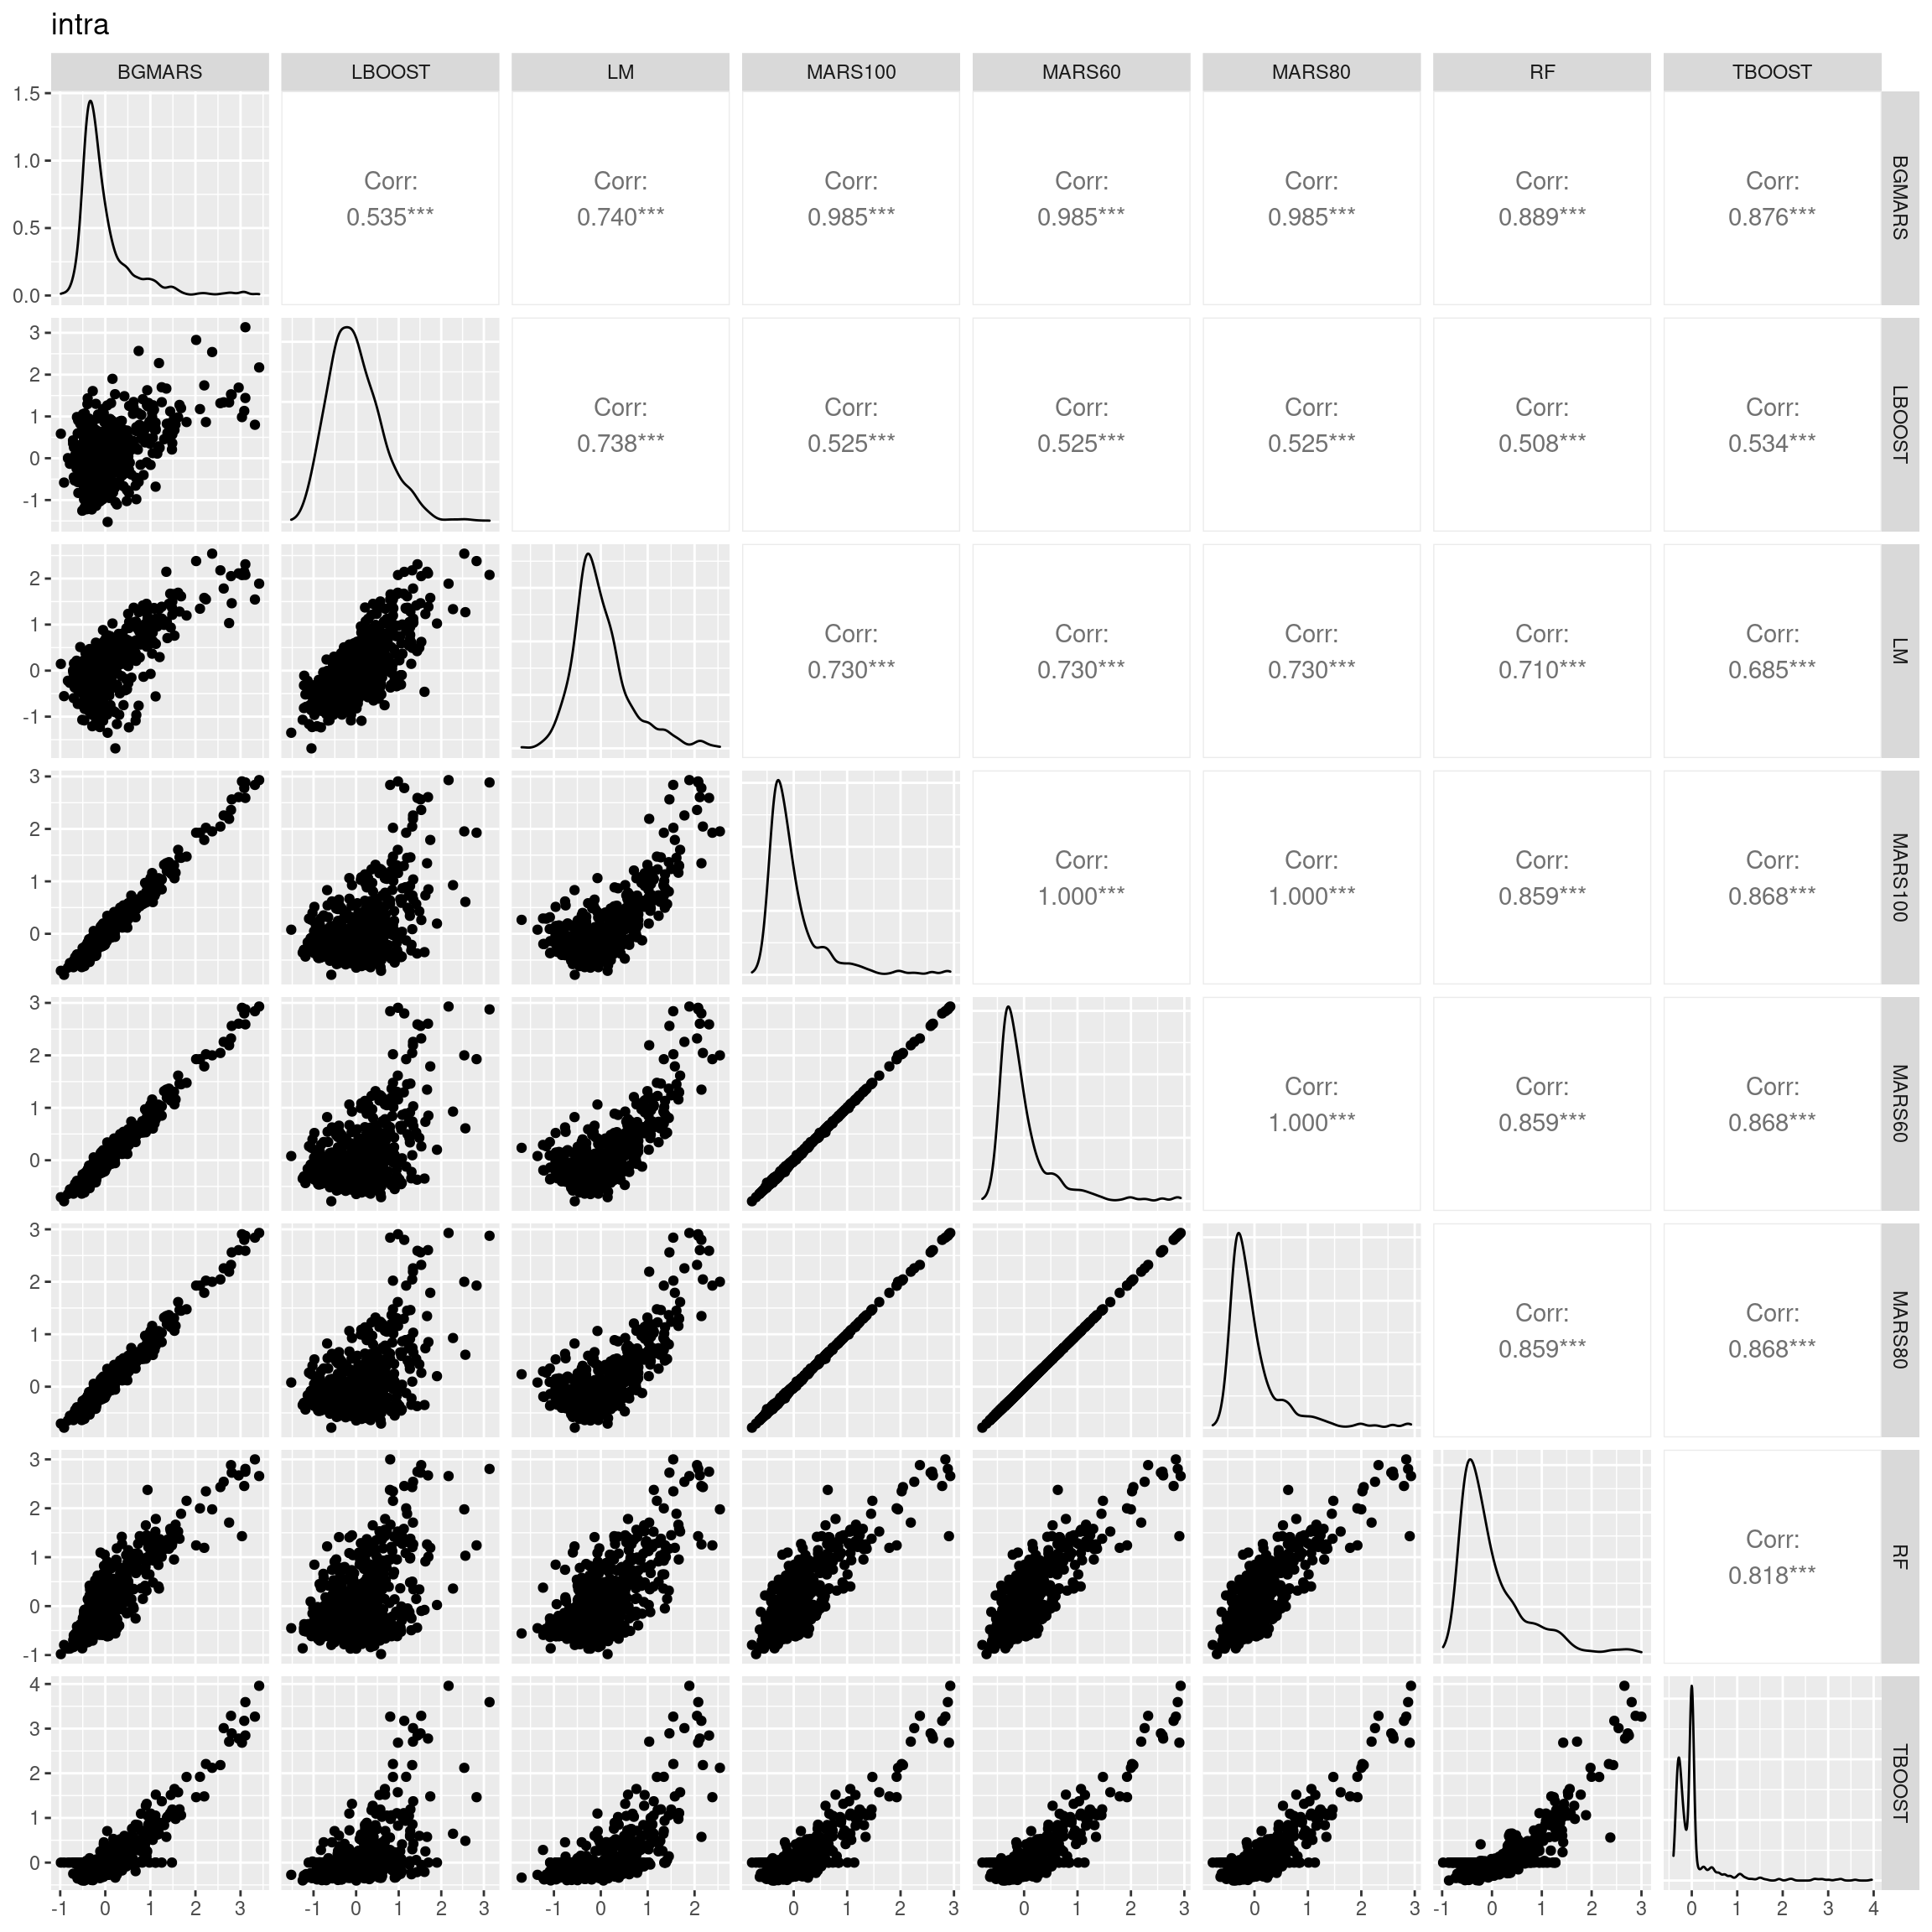 intra
BGMARS LBOOST LM MARS100 MARS60 MARS80 RF TBOOST
1.5
1.0
0.5
0.0
Corr: Corr: Corr: Corr: Corr: Corr: Corr:
0.535*** 0.740*** 0.985*** 0.985*** 0.985*** 0.889*** 0.876***
BGMARS
3
2
1
0
-1
Corr: Corr: Corr: Corr: Corr: Corr:
0.738*** 0.525*** 0.525*** 0.525*** 0.508*** 0.534***
LBOOST
2
1
0
-1
Corr: Corr: Corr: Corr: Corr:
0.730*** 0.730*** 0.730*** 0.710*** 0.685***
LM
3
2
1
0
Corr: Corr: Corr: Corr:
1.000*** 1.000*** 0.859*** 0.868***
MARS100
3
2
1
0
Corr: Corr: Corr:
1.000*** 0.859*** 0.868***
MARS60
3
2
1
0
Corr: Corr:
0.859*** 0.868***
MARS80
3
2
1
0
-1
Corr:
0.818***
RF
4
3
2
1
0
TBOOST
-1 0 1 2 3 -1 0 1 2 3 -1 0 1 2 0 1 2 3 0 1 2 3 0 1 2 3 -1 0 1 2 3 0 1 2 3 4